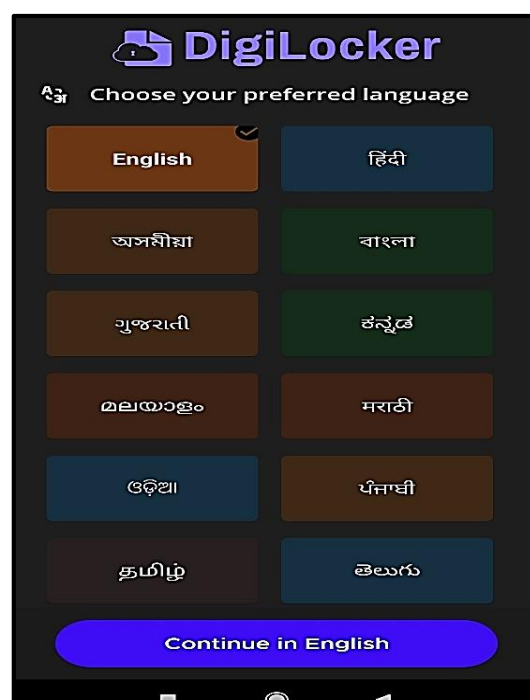 DigiLocker
Choose your preferred language
English
हिंदी
অসমীয়া
বাংলা
ગુજરાતી
ಕನ್ನಡ
മലയാളം
मराठी
ଓଡ଼ିଆ
ਪੰਜਾਬੀ
தமிழ்
తెలుగు
Continue in English